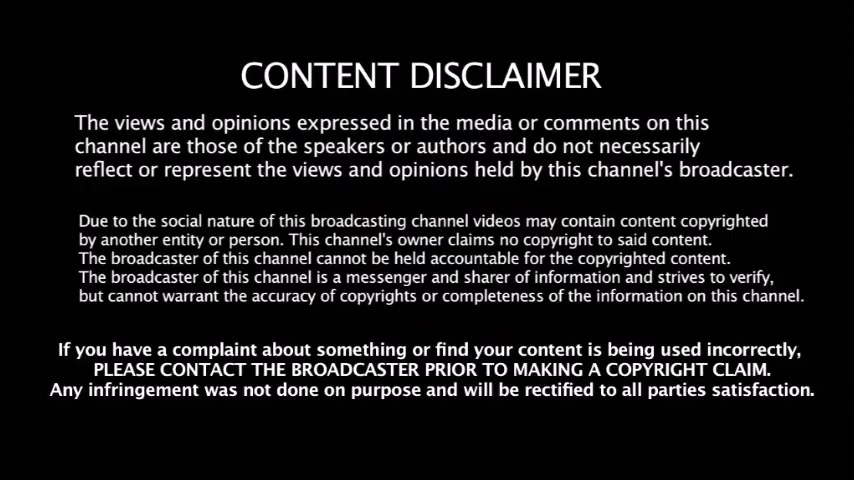 CONTENT DISCLAIMER
The views and opinions expressed in the media or comments on this
channel are those of the speakers or authors and do not necessarily
reflect or represent the views and opinions held by this channel's broadcaster.
Due to the social nature of this broadcasting channel videos may contain content copyrighted
by another entity or person. This channel's owner claims no copyright to said content.
The broadcaster of this channel cannot be held accountable for the copyrighted content.
The broadcaster of this channel is a messenger and sharer of information and strives to verify,
but cannot warrant the accuracy of copyrights or completeness of the information on this channel.
If you have a complaint about something or find your content is being used incorrectly,
PLEASE CONTACT THE BROADCASTER PRIOR TO MAKING A COPYRIGHT CLAIM.
Any infringement was not done on purpose and will be rectified to all parties satisfaction.